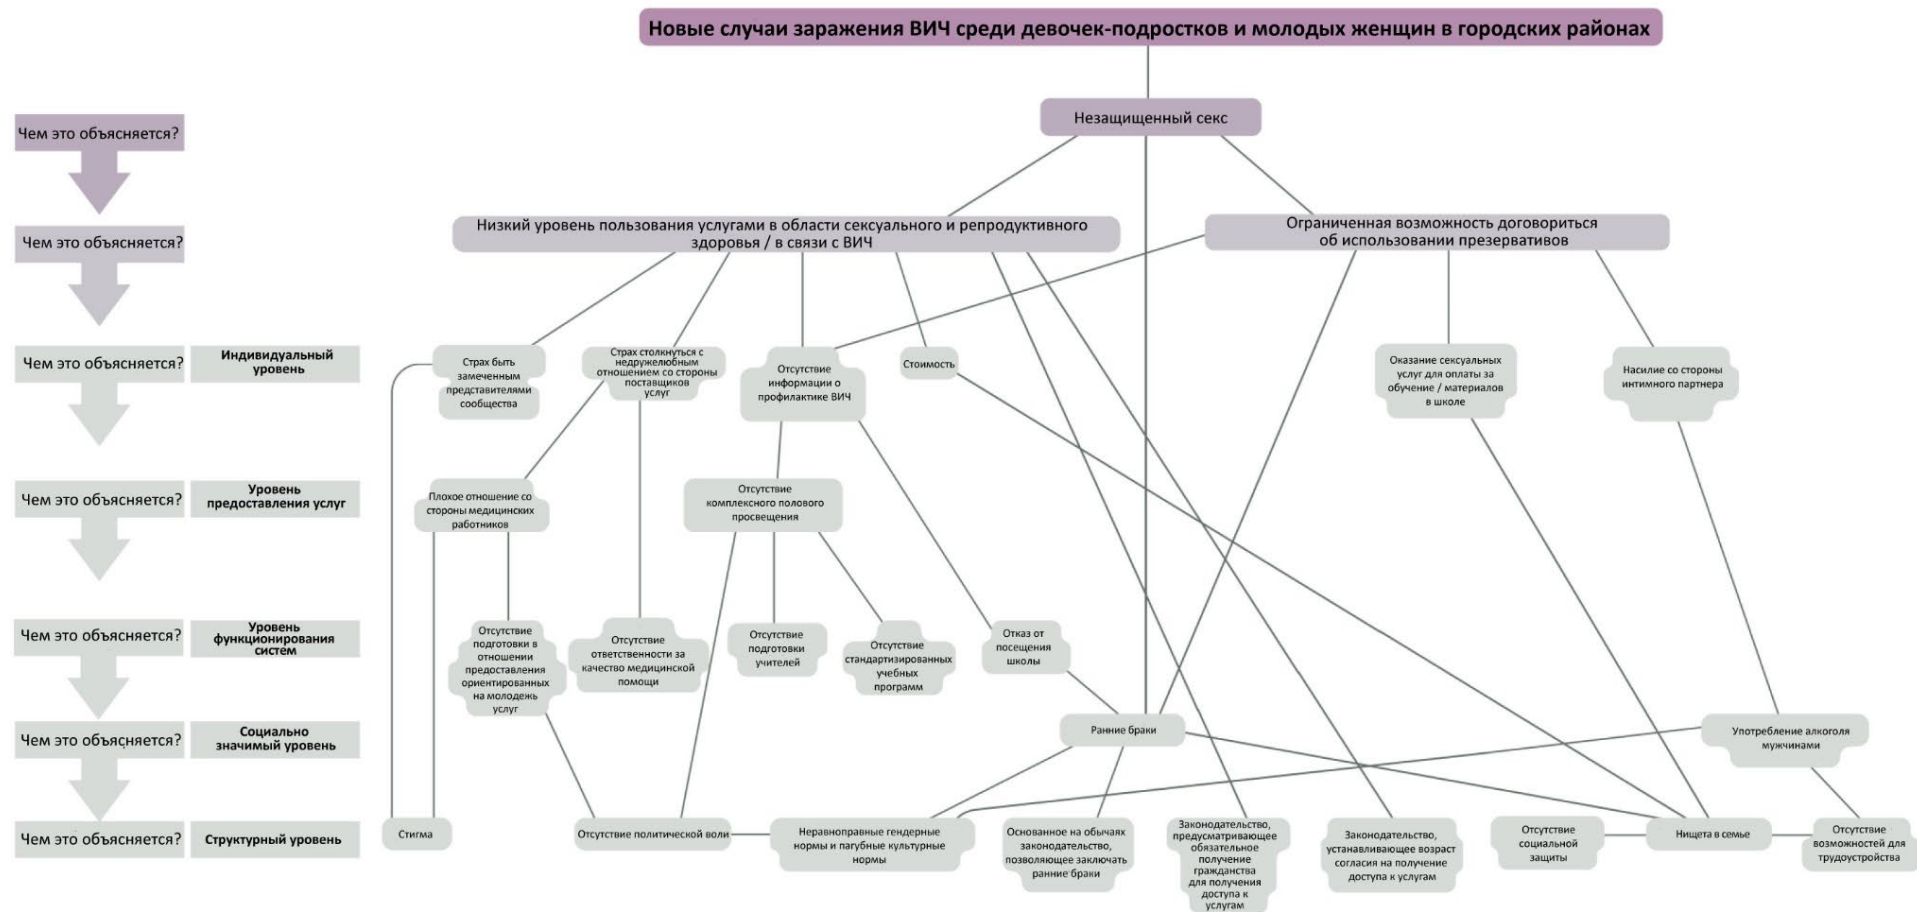 Новые случаи заражения ВИЧ среди девочек-подростков и молодых женщин в городских районах
Чем это объясняется?
Незащищенный секс
Чем это объясняется?
Низкий уровень пользования услугами в области сексуального и репродуктивного
здоровья / в связи с ВИЧ
Ограниченная возможность договориться
об использовании презервативов
Чем это объясняется?
Индивидуальный
уровень
Страх быть
замеченным
представителями
сообщества
Страх столкнуться с
недружелюбным
отношением со стороны
поставщиков
услуг
Отсутствие
информации о
профилактике ВИЧ
Стоимость
Оказание сексуальных
услуг для оплаты за
обучение / материалов
в школе
Насилие со стороны
интимного партнера
Чем это объясняется?
Уровень
предоставления услуг
Плохое отношение со
стороны медицинских
работников
Отсутствие
комплексного полового
просвещения
Чем это объясняется?
Уровень
функционирования
систем
Отсутствие
подготовки в
отношении
предоставления
ориентированных
на молодежь
услуг
Отсутствие
ответственности за
качество медицинской
помощи
Отсутствие
подготовки
учителей
Отсутствие
стандартизированных
учебных
программ
Отказ от
посещения
школы
Чем это объясняется?
Социально
значимый уровень
Ранние браки
Употребление алкоголя
мужчинами
Чем это объясняется?
Структурный уровень
Стигма
Отсутствие политической воли
Неравноправные гендерные
нормы и пагубные культурные
нормы
Основанное на обычаях
законодательство,
позволяющее заключать
ранние браки
Законодательство,
предусматривающее
обязательное
получение
гражданства
для получения
доступа к
услугам
Законодательство,
устанавливающее возраст
согласия на получение
доступа к услугам
Отсутствие
социальной
защиты
Нищета в семье
Отсутствие
возможностей для
трудоустройства